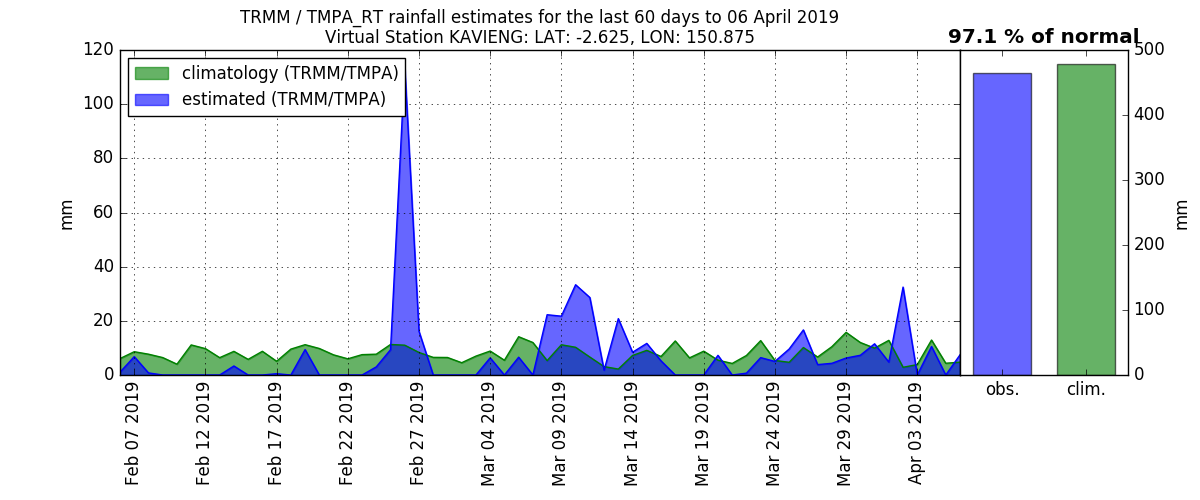 TRMM / TMPA_RT rainfall estimates for the last 60 days to 06 April 2019
Virtual Station KAVIENG: LAT: -2.625, LON: 150.875
97.1 % of normal
climatology (TRMM/TMPA)
estimated (TRMM/TMPA)
120
100
80
60
40
20
0
mm
Feb 07 2019
Feb 12 2019
Feb 17 2019
Feb 22 2019
Feb 27 2019
Mar 04 2019
Mar 09 2019
Mar 14 2019
Mar 19 2019
Mar 24 2019
Mar 29 2019
Apr 03 2019
500
400
300
200
100
0
mm
obs.
clim.